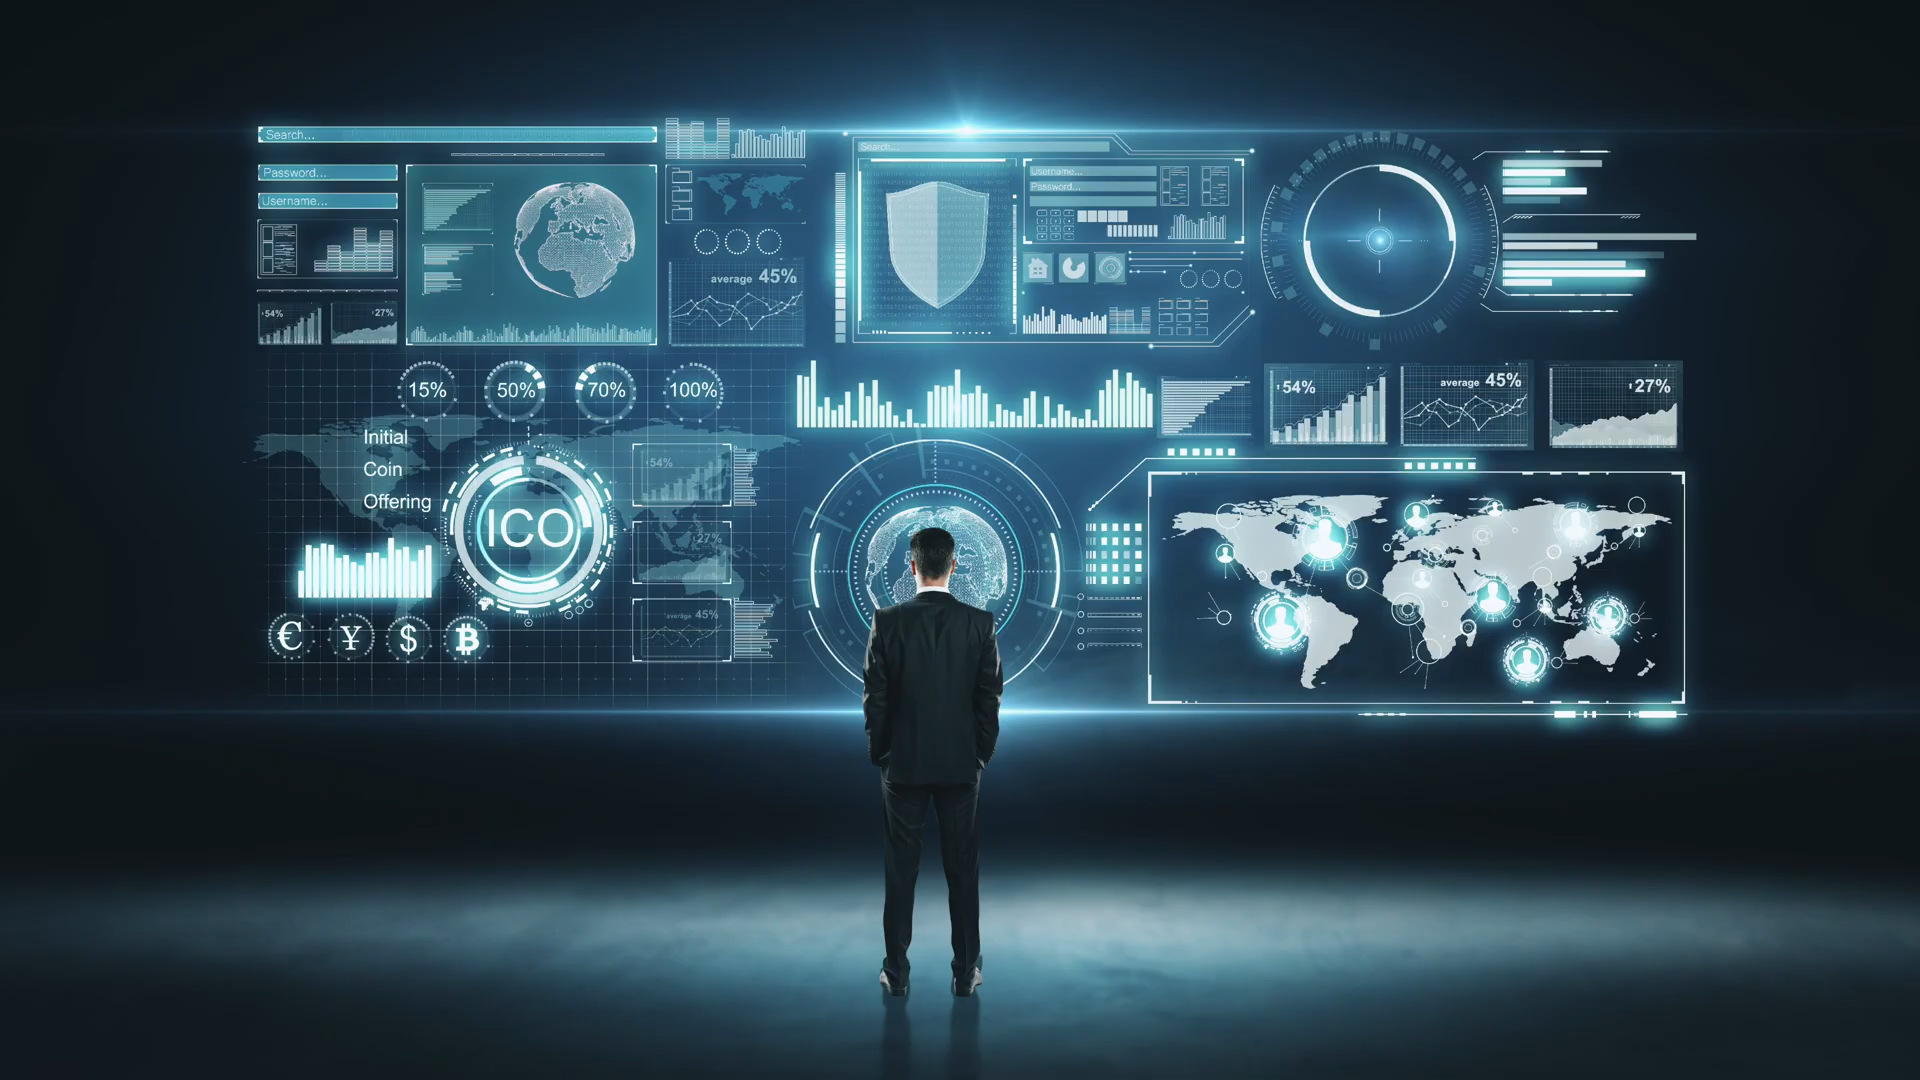 Search...
Password...
Username...
54%
27%
average 45%
Search...
Username...
Password...
15%
50%
70%
100%
Initial
Coin
Offering
ICO
54%
27%
average 45%
€
¥
$
₿
54%
average 45%
27%